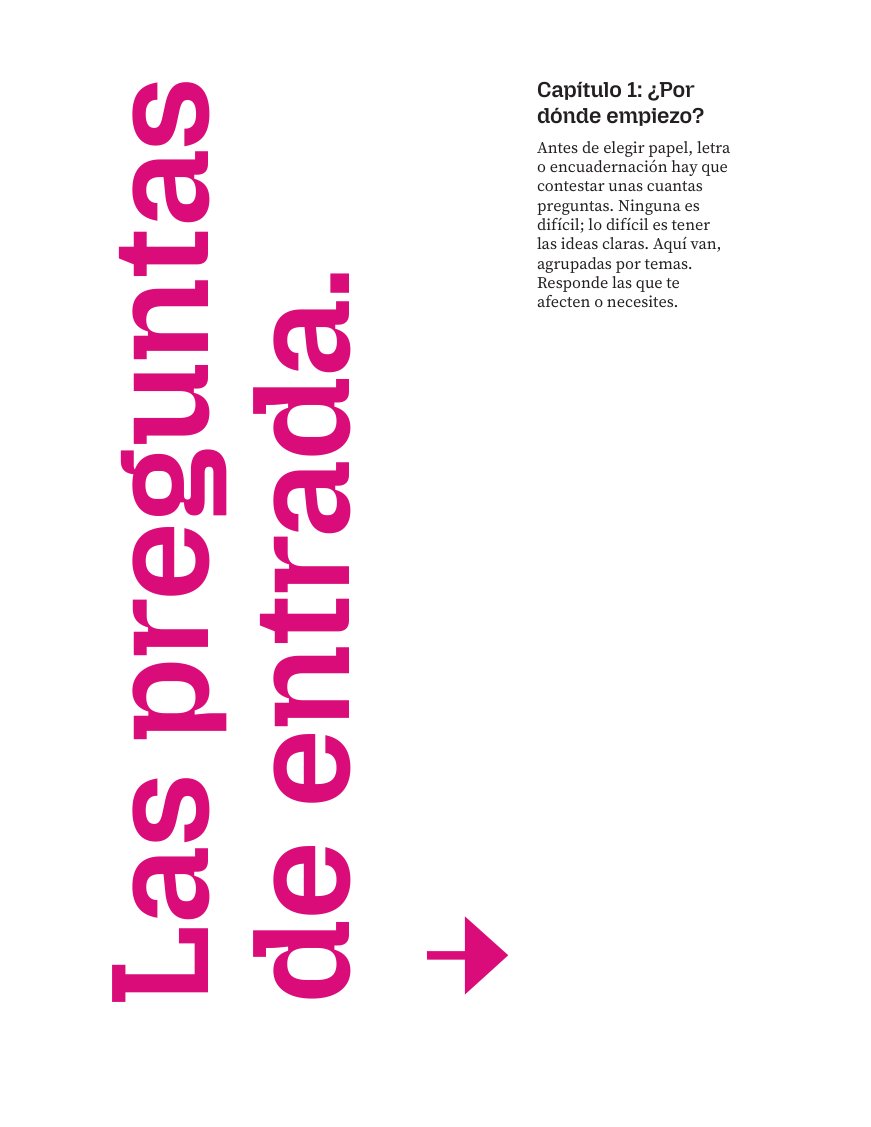 Las preguntas
de entrada.
Capítulo 1: ¿Por
dónde empiezo?
Antes de elegir papel, letra
o encuadernación hay que
contestar unas cuantas
preguntas. Ninguna es
difícil; lo difícil es tener
las ideas claras. Aquí van,
agrupadas por temas.
Responde las que te
afecten o necesites.